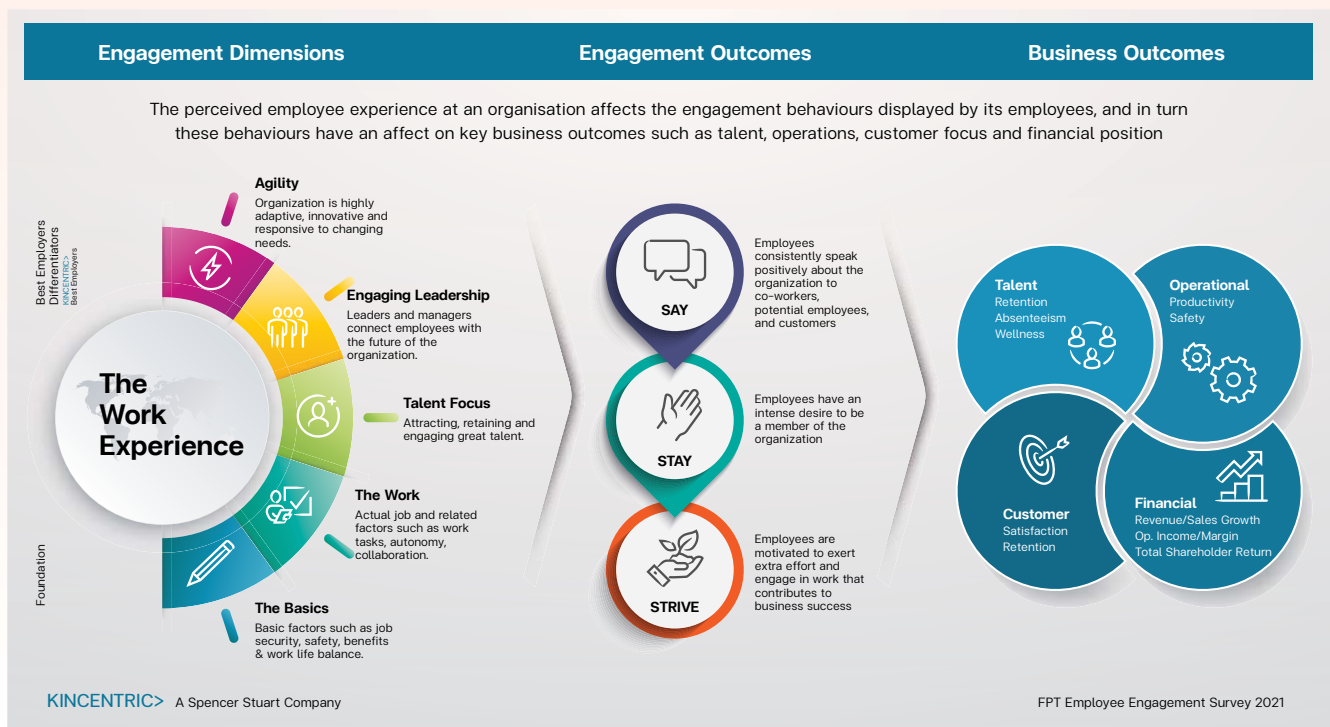 Engagement Dimensions
Engagement Outcomes
Business Outcomes
The perceived employee experience at an organisation affects the engagement behaviours displayed by its employees, and in turn
these behaviours have an affect on key business outcomes such as talent, operations, customer focus and financial position
Best Employers
Differentiators
KINCENTRIC>
Best Employers
Foundation
The
Work
Experience
Agility
Organization is highly
adaptive, innovative and
responsive to changing
needs.
Engaging Leadership
Leaders and managers
connect employees with
the future of the
organization.
Talent Focus
Attracting, retaining and
engaging great talent.
The Work
Actual job and related
factors such as work
tasks, autonomy,
collaboration.
The Basics
Basic factors such as job
security, safety, benefits
& work life balance.
SAY
Employees
consistently speak
positively about the
organization to
co-workers,
potential employees,
and customers
STAY
Employees have an
intense desire to be
a member of the
organization
STRIVE
Employees are
motivated to exert
extra effort and
engage in work that
contributes to
business success
Talent
Retention
Absenteeism
Wellness
Operational
Productivity
Safety
Customer
Satisfaction
Retention
Financial
Revenue/Sales Growth
Op. Income/Margin
Total Shareholder Return
KINCENTRIC> A Spencer Stuart Company
FPT Employee Engagement Survey 2021